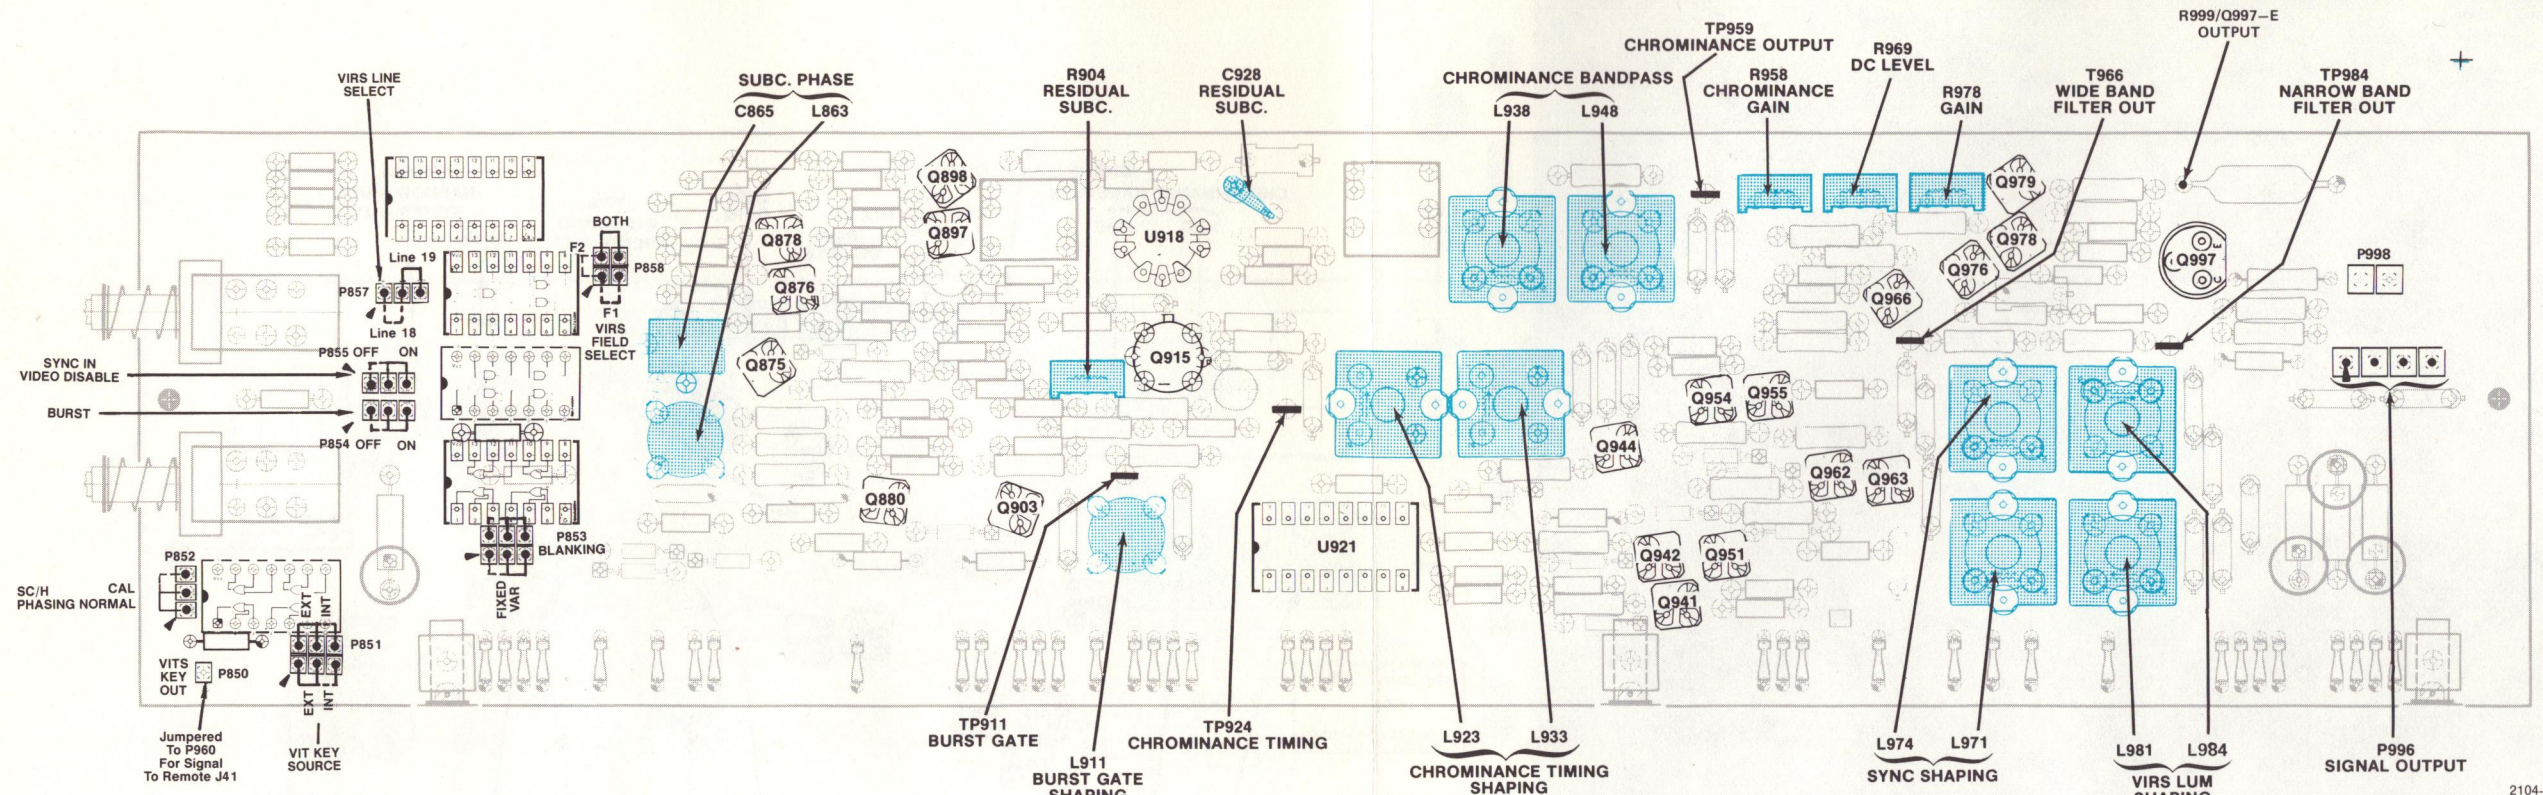 R999/Q997–E
OUTPUT
TP959
CHROMINANCE OUTPUT
R969
DC LEVEL
VIRS LINE
SELECT
SUBC. PHASE
C865
L863
R904
RESIDUAL
SUBC.
C928
RESIDUAL
SUBC.
CHROMINANCE BANDPASS
L938
L948
R958
CHROMINANCE
GAIN
R978
GAIN
T966
WIDE BAND
FILTER OUT
TP984
NARROW BAND
FILTER OUT
Q898
Q897
Q878
Q876
Q875
U918
Q915
Q979
Q978
Q976
Q966
Q997
E
C
P998
BOTH
F2
P858
F1
VIRS
FIELD
SELECT
Line 19
P857
Line 18
P855 OFF
ON
SYNC IN
VIDEO DISABLE
BURST
P854 OFF
ON
Q954
Q955
Q944
Q962
Q963
Q880
Q903
U921
Q942
Q951
Q941
P853
BLANKING
FIXED
VAR
P852
SC/H
CAL
PHASING NORMAL
EXT
INT
P851
VITS
KEY
OUT
P850
EXT
INT
Jumpered
To P960
For Signal
To Remote J41
VIT KEY
SOURCE
TP911
BURST GATE
L911
BURST GATE
SHAPING
TP924
CHROMINANCE TIMING
L923
L933
CHROMINANCE TIMING
SHAPING
L974
L971
SYNC SHAPING
L981
L984
VIRS LUM
SHAPING
P996
SIGNAL OUTPUT
2104-